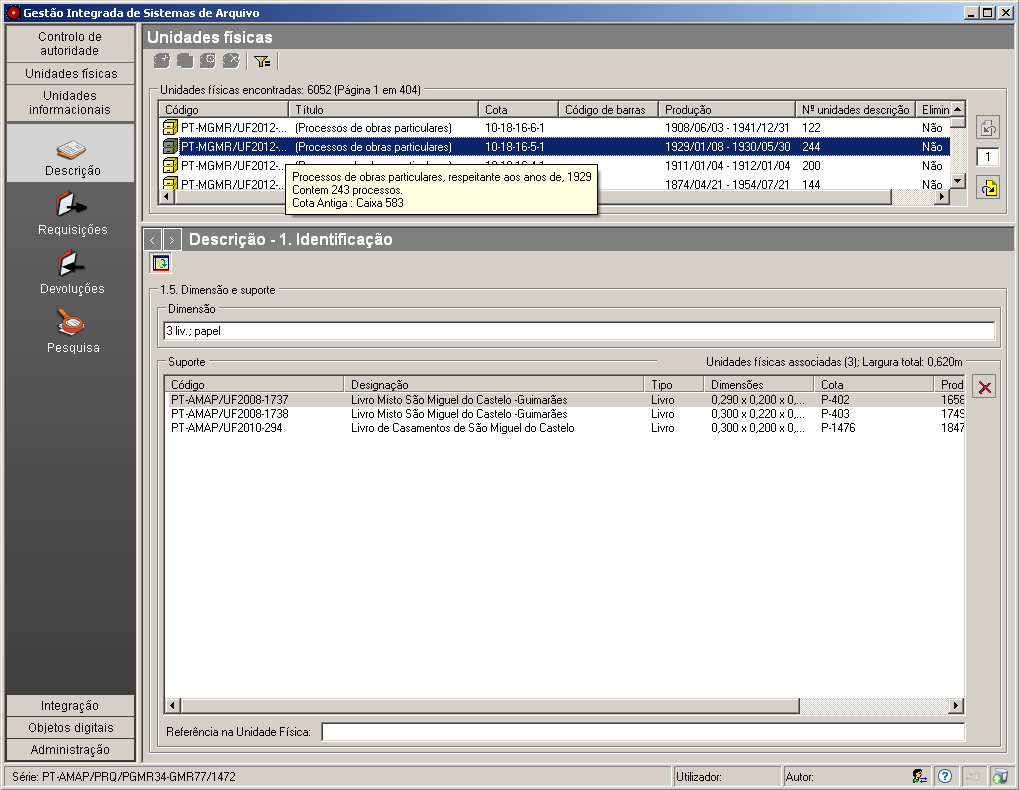 Gestão Integrada de Sistemas de Arquivo
Controlo de autoridade
Unidades físicas
Unidades informacionais
Descrição
Requisições
Devoluções
Pesquisa
Integração
Objetos digitais
Administração
Unidades físicas
Unidades físicas encontradas: 6052 (Página 1 em 404)
Código Título Cota Código de barras Produção Nº unidades descrição Elimin
PT-MGMR/UF2012-... (Processos de obras particulares) 10-18-16-6-1 1908/06/03 - 1941/12/31 122 Não
PT-MGMR/UF2012-... (Processos de obras particulares) 10-18-16-5-1 1929/01/08 - 1930/05/30 244 Não
PT-MGMR/UF2012-... 1911/01/04 - 1912/01/04 200 Não
PT-MGMR/UF2012-... 1874/04/21 - 1954/07/19 144 Não
1
Processos de obras particulares, respeitante aos anos de, 1929
Contem 243 processos.
Cota Antiga : Caixa 583
< > Descrição - 1. Identificação
1.5. Dimensão e suporte
Dimensão
3 liv.; papel
Suporte Unidades físicas associadas (3); Largura total: 0,620m
Código Designação Tipo Dimensões Cota Prod
PT-AMAP/UF2008-1737 Livro Misto São Miguel do Castelo -Guimarães Livro 0,290 x 0,200 x 0,... P-402 1658
PT-AMAP/UF2008-1738 Livro Misto São Miguel do Castelo -Guimarães Livro 0,300 x 0,220 x 0,... P-403 1749
PT-AMAP/UF2010-294 Livro de Casamentos de São Miguel do Castelo Livro 0,300 x 0,200 x 0,... P-1476 1847
Referência na Unidade Física:
Série: PT-AMAP/PRQ/PGMR34-GMR77/1472 Utilizador: Autor: